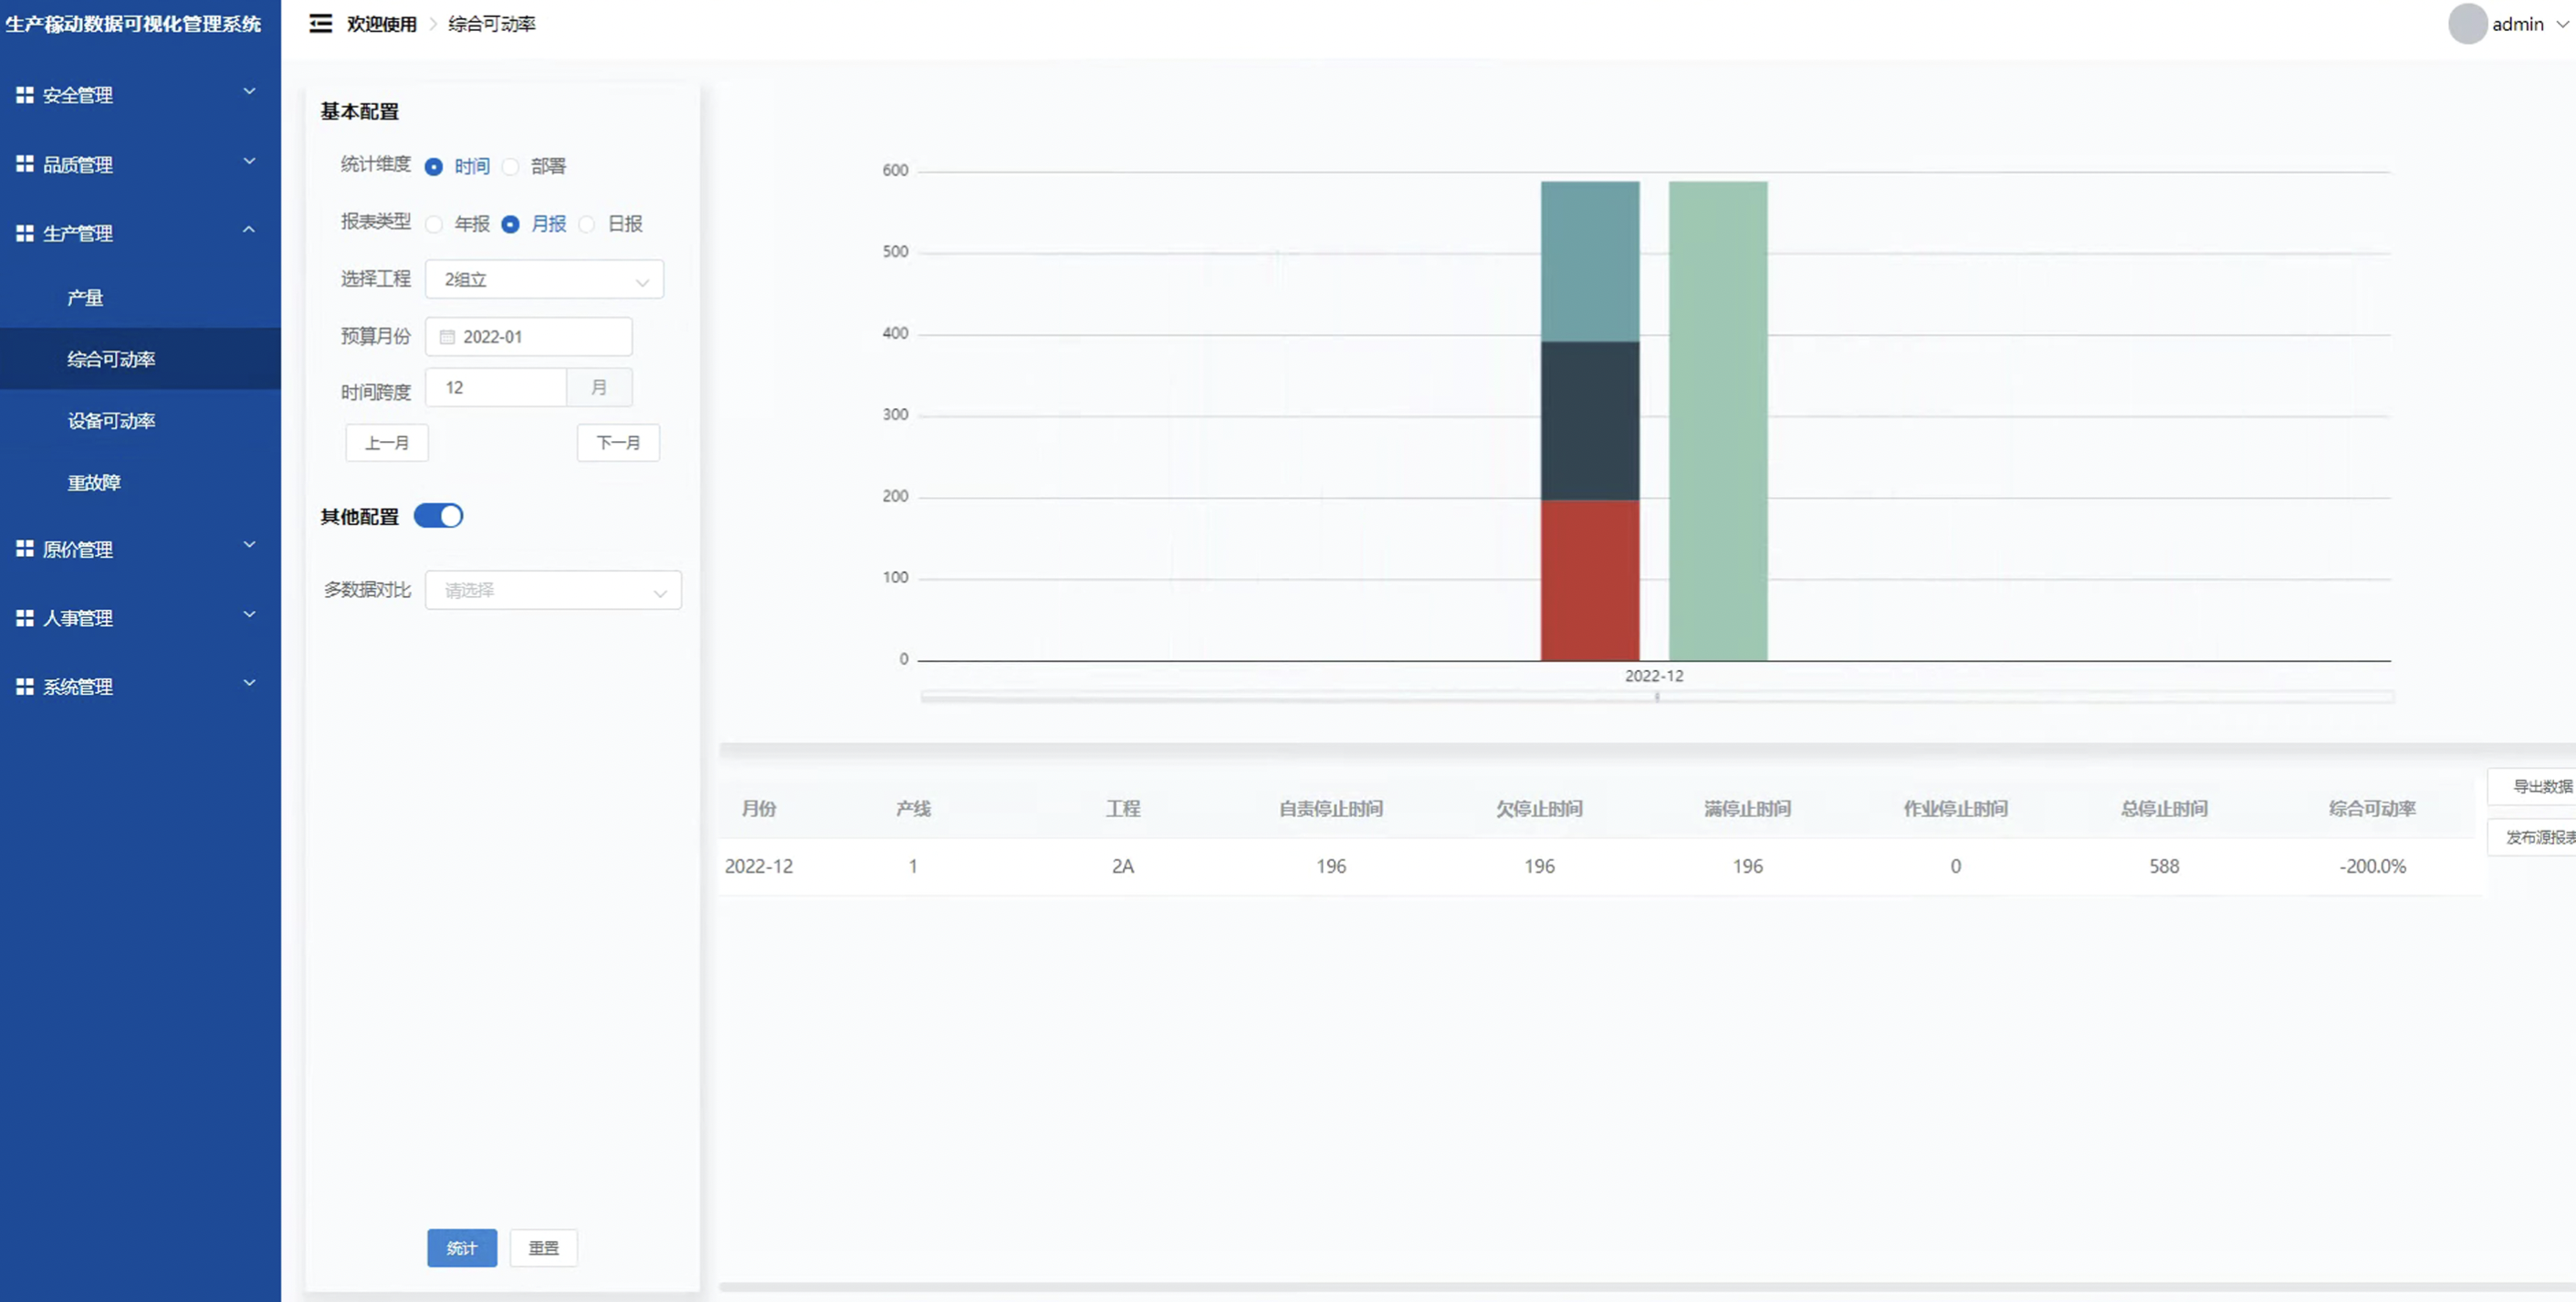 生产稼动数据可视化管理系统
欢迎使用 > 综合可动率
admin
安全管理
品质管理
生产管理
产量
综合可动率
设备可动率
重故障
原价管理
人事管理
系统管理
基本配置
统计维度 时间 部署
报表类型 年报 月报 日报
选择工程 2组立
预算月份 2022-01
时间跨度 12 月
上一月 下一月
其他配置
多数据对比 请选择
统计 重置
600
500
400
300
200
100
0
2022-12
月份 产线 工程 自责停止时间 欠停止时间 满停止时间 作业停止时间 总停止时间 综合可动率
2022-12 1 2A 196 196 196 0 588 -200.0%
导出数据
发布源报表